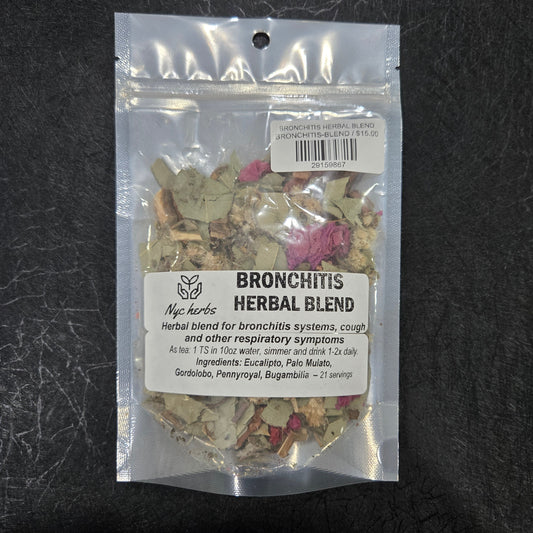 BRONCHITIS HERBAL BLEND
BRONCHITIS-BLEND / $15.00
29159867
Nyc herbs
BRONCHITIS
HERBAL BLEND
Herbal blend for bronchitis systems, cough
and other respiratory symptoms
As tea: 1 TS in 10oz water, simmer and drink 1-2x daily.
Ingredients: Eucalipto, Palo Mulato,
Gordolobo, Pennyroyal, Bugambilia – 21 servings